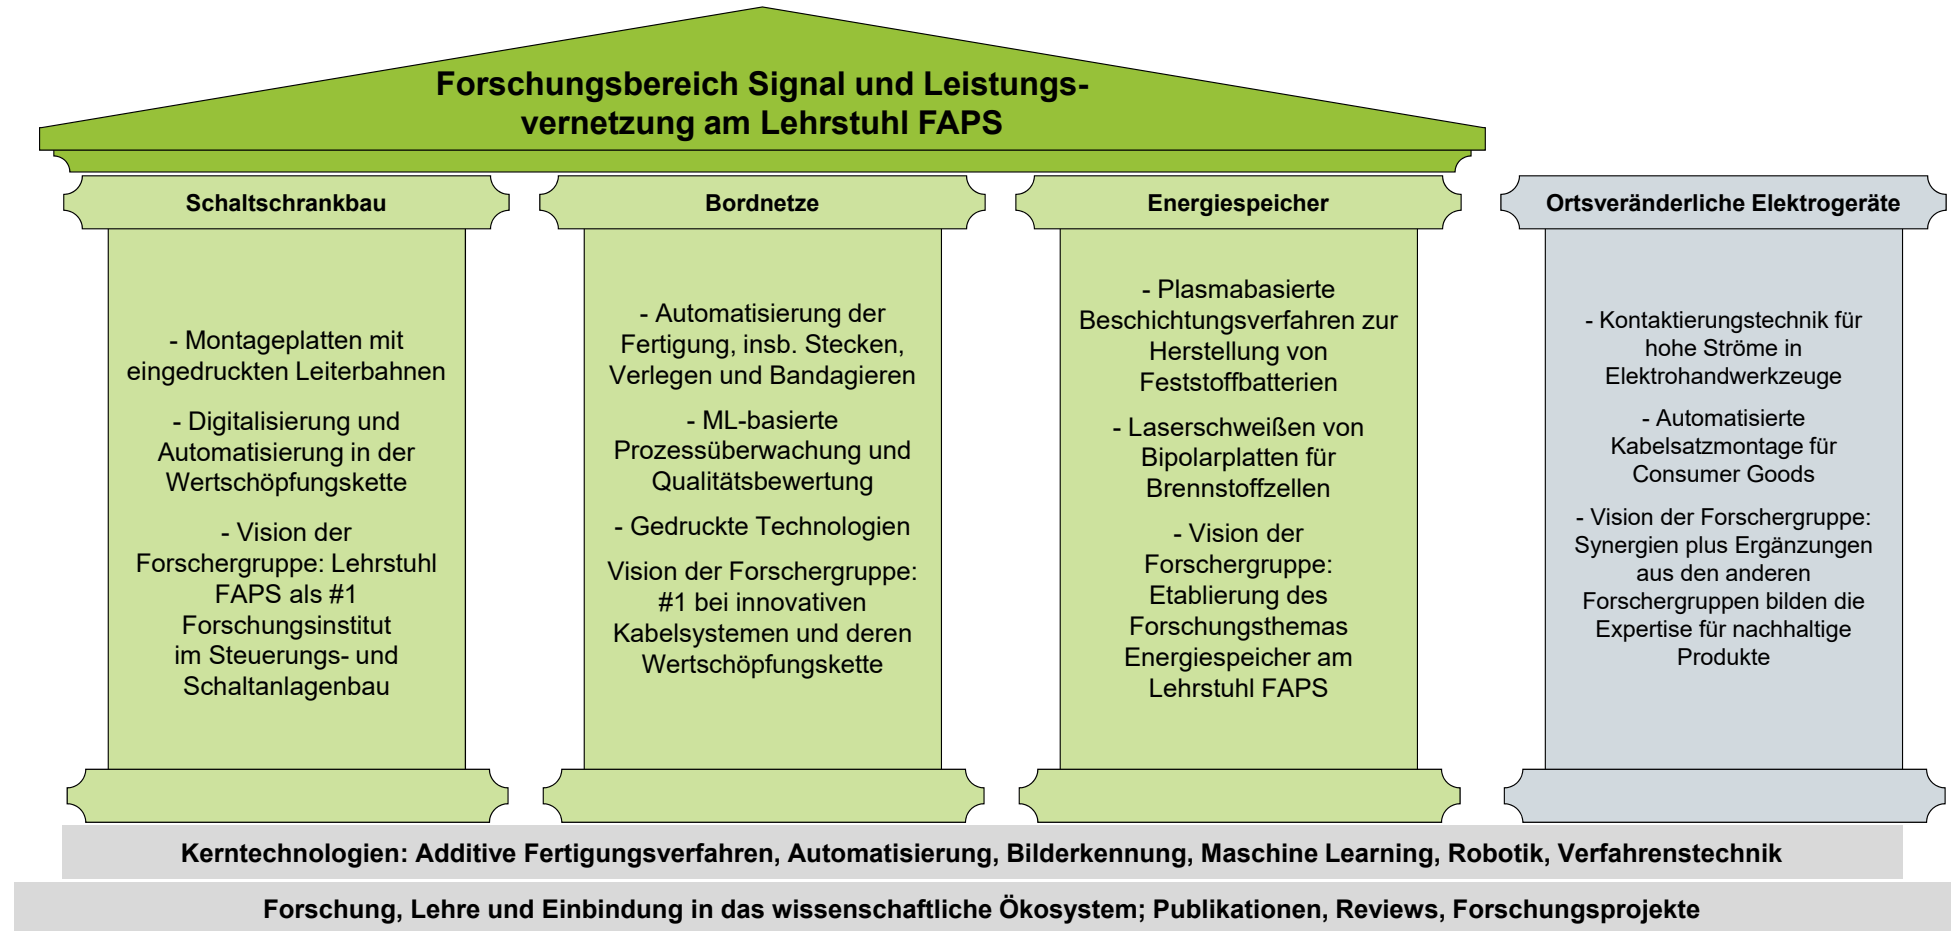 Forschungsbereich Signal und Leistungs-
vernetzung am Lehrstuhl FAPS
Schaltschrankbau
- Montageplatten mit
eingedruckten Leiterbahnen
- Digitalisierung und
Automatisierung in der
Wertschöpfungskette
- Vision der
Forschergruppe: Lehrstuhl
FAPS als #1
Forschungsinstitut
im Steuerungs- und
Schaltanlagenbau
Bordnetze
- Automatisierung der
Fertigung, insb. Stecken,
Verlegen und Bandagieren
- ML-basierte
Prozessüberwachung und
Qualitätsbewertung
- Gedruckte Technologien
Vision der Forschergruppe:
#1 bei innovativen
Kabelsystemen und deren
Wertschöpfungskette
Energiespeicher
- Plasmabasierte
Beschichtungsverfahren zur
Herstellung von
Feststoffbatterien
- Laserschweißen von
Bipolarplatten für
Brennstoffzellen
- Vision der
Forschergruppe:
Etablierung des
Forschungsthemas
Energiespeicher am
Lehrstuhl FAPS
Ortsveränderliche Elektrogeräte
- Kontaktierungstechnik für
hohe Ströme in
Elektrohandwerkzeuge
- Automatisierte
Kabelsatzmontage für
Consumer Goods
- Vision der Forschergruppe:
Synergien plus Ergänzungen
aus den anderen
Forschergruppen bilden die
Expertise für nachhaltige
Produkte
Kerntechnologien: Additive Fertigungsverfahren, Automatisierung, Bilderkennung, Maschine Learning, Robotik, Verfahrenstechnik
Forschung, Lehre und Einbindung in das wissenschaftliche Ökosystem; Publikationen, Reviews, Forschungsprojekte